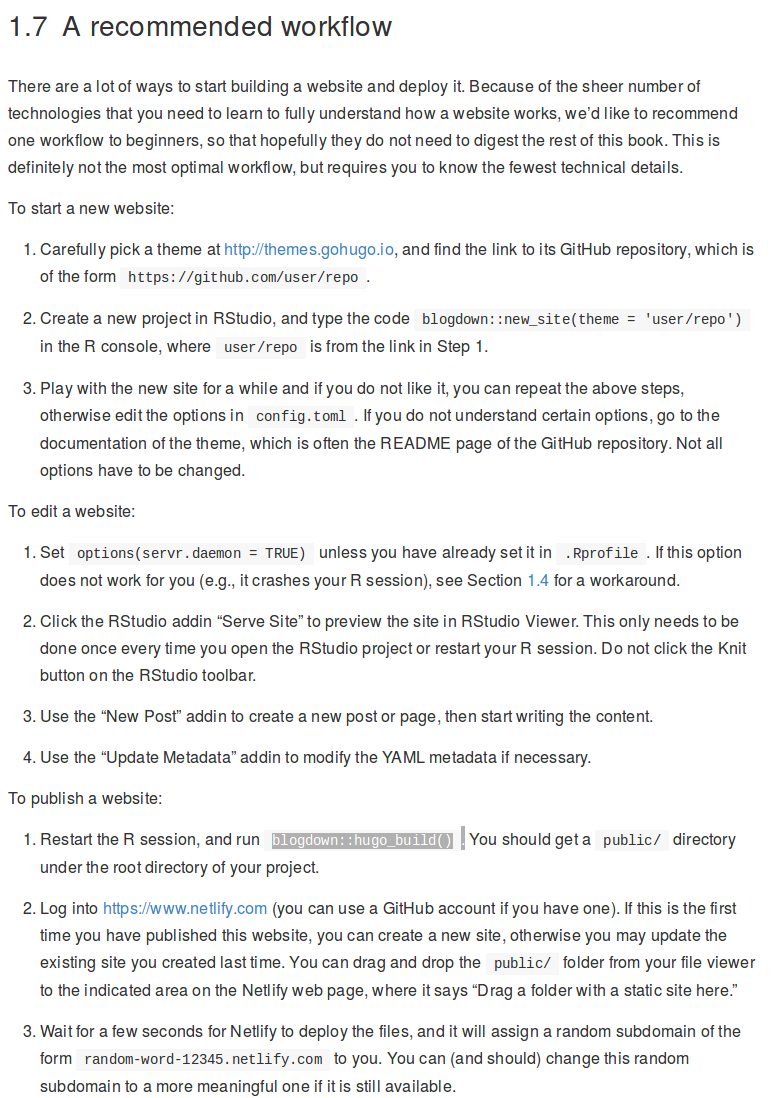 1.7 A recommended workflow
There are a lot of ways to start building a website and deploy it. Because of the sheer number of
technologies that you need to learn to fully understand how a website works, we’d like to recommend
one workflow to beginners, so that hopefully they do not need to digest the rest of this book. This is
definitely not the most optimal workflow, but requires you to know the fewest technical details.
To start a new website:
1. Carefully pick a theme at http://themes.gohugo.io, and find the link to its GitHub repository, which is
of the form https://github.com/user/repo .
2. Create a new project in RStudio, and type the code blogdown::new_site(theme = 'user/repo')
in the R console, where user/repo is from the link in Step 1.
3. Play with the new site for a while and if you do not like it, you can repeat the above steps,
otherwise edit the options in config.toml . If you do not understand certain options, go to the
documentation of the theme, which is often the README page of the GitHub repository. Not all
options have to be changed.
To edit a website:
1. Set options(servr.daemon = TRUE) unless you have already set it in .Rprofile . If this option
does not work for you (e.g., it crashes your R session), see Section 1.4 for a workaround.
2. Click the RStudio addin “Serve Site” to preview the site in RStudio Viewer. This only needs to be
done once every time you open the RStudio project or restart your R session. Do not click the Knit
button on the RStudio toolbar.
3. Use the “New Post” addin to create a new post or page, then start writing the content.
4. Use the “Update Metadata” addin to modify the YAML metadata if necessary.
To publish a website:
1. Restart the R session, and run blogdown::hugo_build() . You should get a public/ directory
under the root directory of your project.
2. Log into https://www.netlify.com (you can use a GitHub account if you have one). If this is the first
time you have published this website, you can create a new site, otherwise you may update the
existing site you created last time. You can drag and drop the public/ folder from your file viewer
to the indicated area on the Netlify web page, where it says “Drag a folder with a static site here.”
3. Wait for a few seconds for Netlify to deploy the files, and it will assign a random subdomain of the
form random-word-12345.netlify.com to you. You can (and should) change this random
subdomain to a more meaningful one if it is still available.